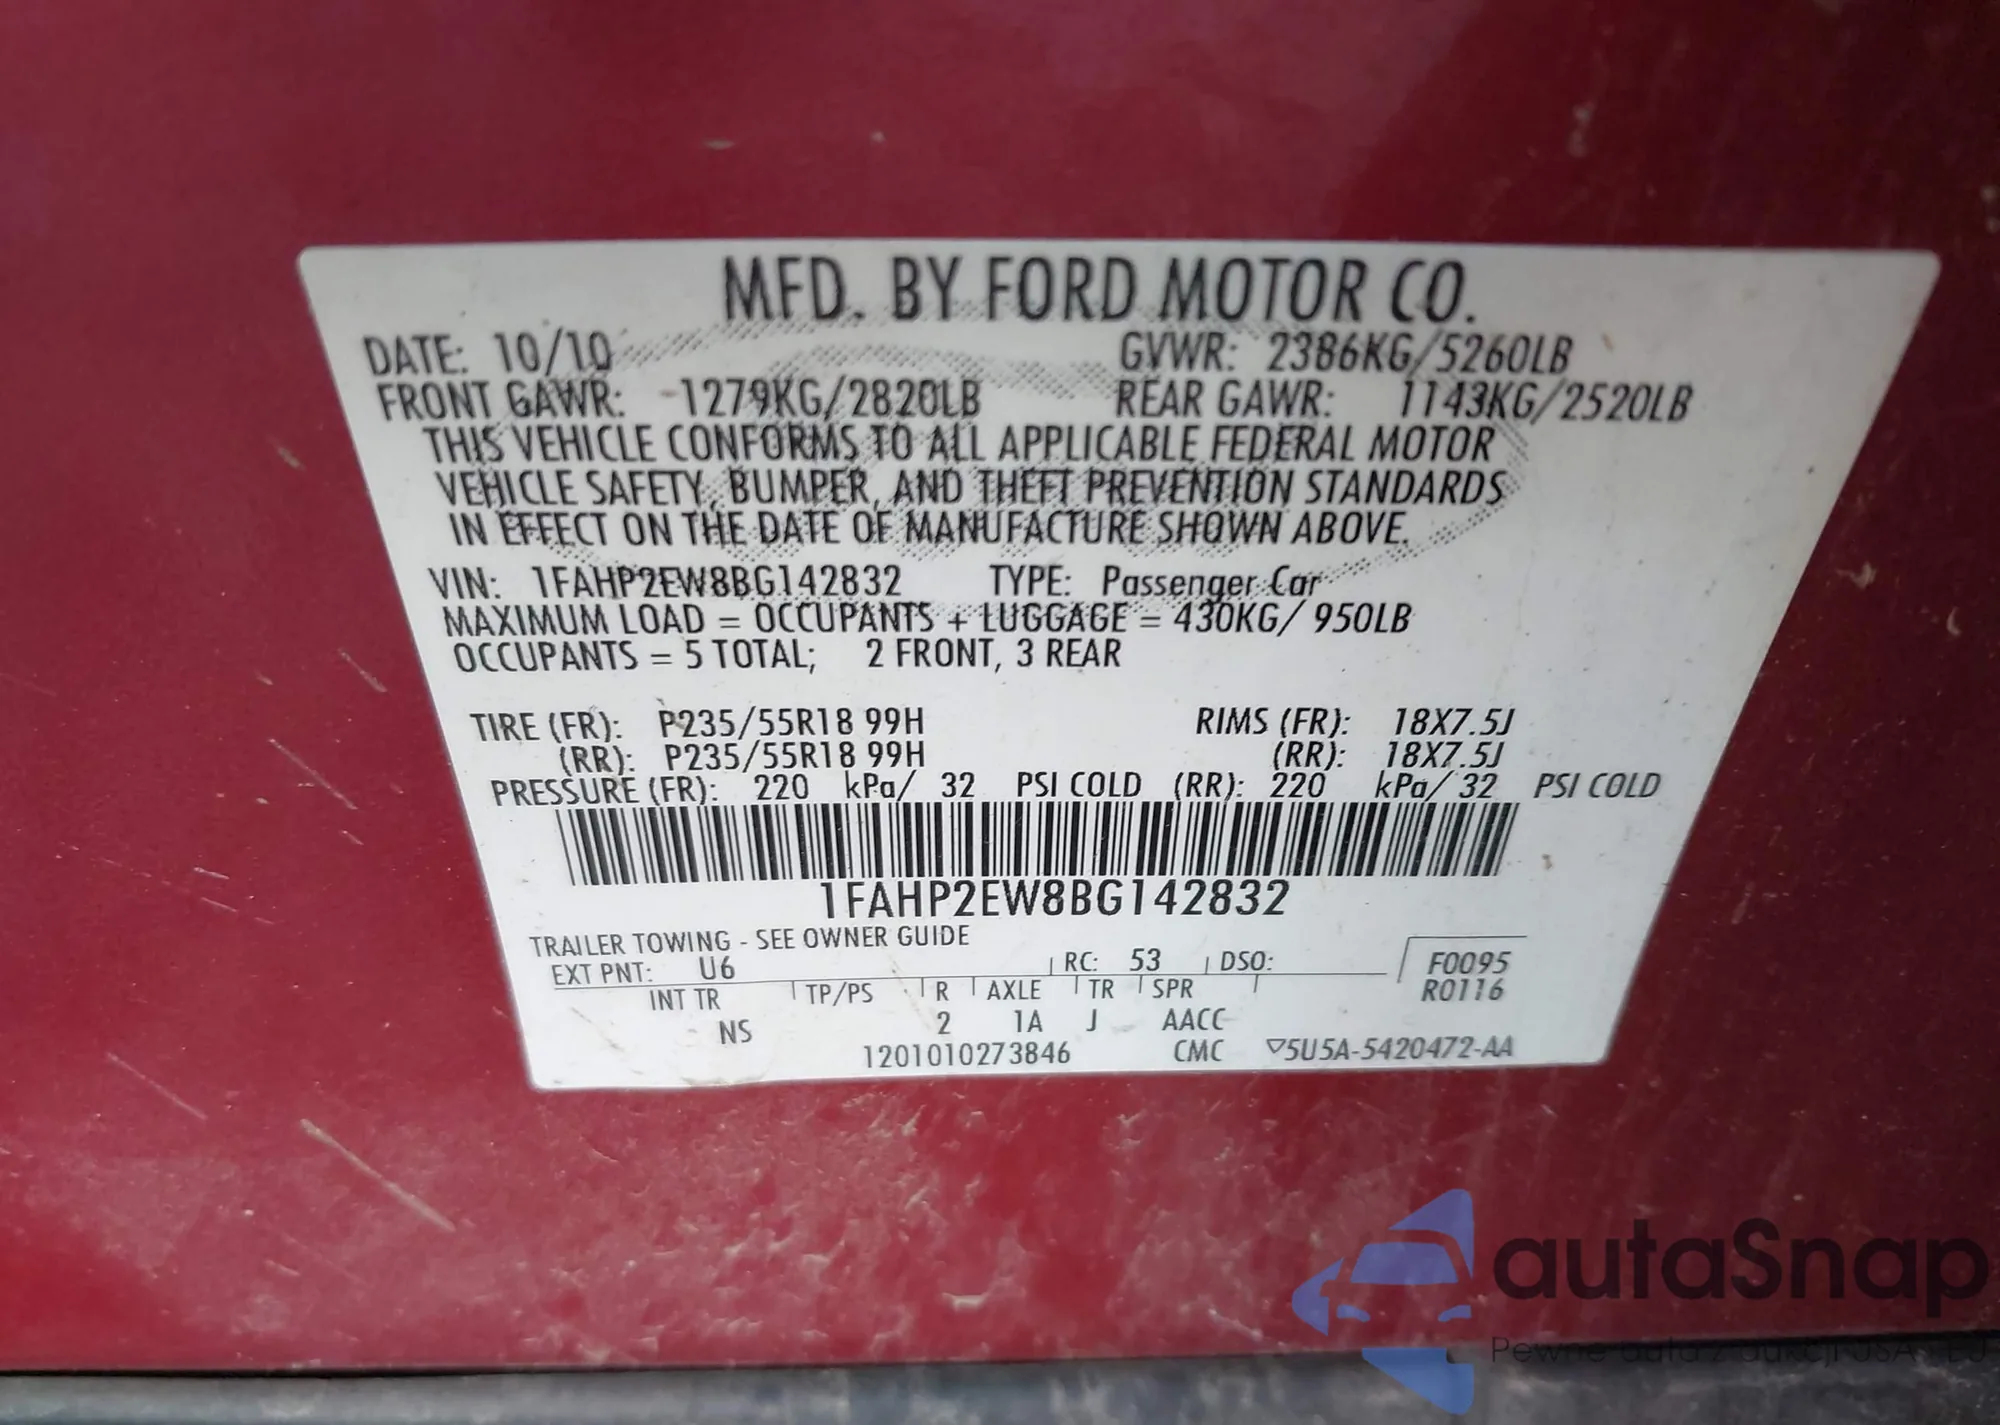 MFD. BY FORD MOTOR CO.
DATE: 10/10 GVWR: 2386KG/5260LB
FRONT GAWR: 1279KG/2820LB REAR GAWR: 1143KG/2520LB
THIS VEHICLE CONFORMS TO ALL APPLICABLE FEDERAL MOTOR
VEHICLE SAFETY, BUMPER, AND THEFT PREVENTION STANDARDS
IN EFFECT ON THE DATE OF MANUFACTURE SHOWN ABOVE.
VIN: 1FAHP2EW8BG142832 TYPE: Passenger Car
MAXIMUM LOAD = OCCUPANTS + LUGGAGE = 430KG/ 950LB
OCCUPANTS = 5 TOTAL; 2 FRONT, 3 REAR
TIRE (FR): P235/55R18 99H RIMS (FR): 18X7.5J
(RR): P235/55R18 99H (RR): 18X7.5J
PRESSURE (FR): 220 kPa/ 32 PSI COLD (RR): 220 kPa/ 32 PSI COLD
1FAHP2EW8BG142832
TRAILER TOWING - SEE OWNER GUIDE
EXT PNT: U6 RC: 53 DSO: F0095
INT TR TP/PS R AXLE TR SPR R0116
NS 2 1A J AACC
1201010273846 CMC ▽5U5A-5420472-AA
autaSnap
Pewne auta z aukcji USA i EU